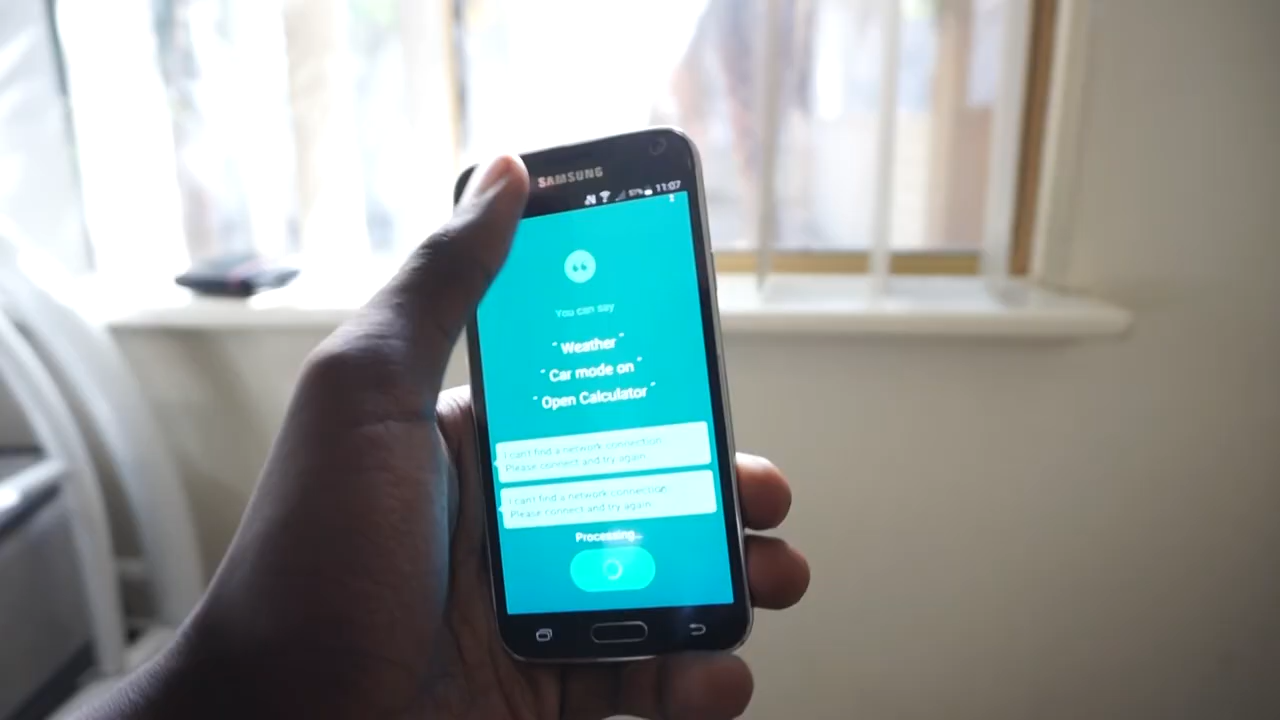 SAMSUNG
57% 11:07
You can say
" Weather "
" Car mode on "
" Open Calculator "
I can't find a network connection.
Please connect and try again.
I can't find a network connection.
Please connect and try again.
Processing...